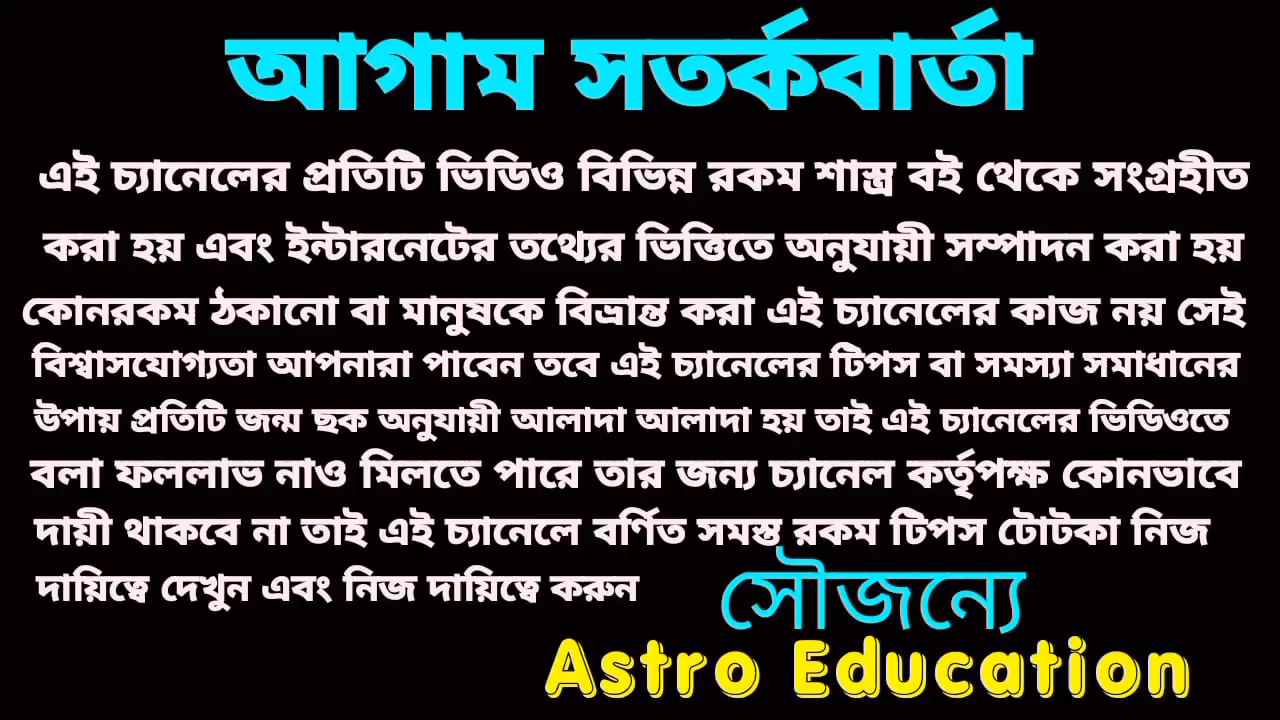 আগাম সতর্কবার্তা
এই চ্যানেলের প্রতিটি ভিডিও বিভিন্ন রকম শাস্ত্র বই থেকে সংগ্রহীত
করা হয় এবং ইন্টারনেটের তথ্যের ভিত্তিতে অনুযায়ী সম্পাদন করা হয়
কোনরকম ঠকানো বা মানুষকে বিভ্রান্ত করা এই চ্যানেলের কাজ নয় সেই
বিশ্বাসযোগ্যতা আপনারা পাবেন তবে এই চ্যানেলের টিপস বা সমস্যা সমাধানের
উপায় প্রতিটি জন্ম ছক অনুযায়ী আলাদা আলাদা হয় তাই এই চ্যানেলের ভিডিওতে
বলা ফললাভ নাও মিলতে পারে তার জন্য চ্যানেল কর্তৃপক্ষ কোনভাবে
দায়ী থাকবে না তাই এই চ্যানেলে বর্ণিত সমস্ত রকম টিপস টোটকা নিজ
দায়িত্বে দেখুন এবং নিজ দায়িত্বে করুন
সৌজন্যে
Astro Education